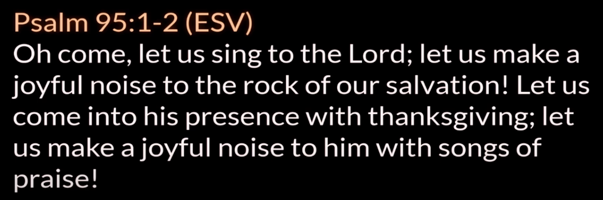 Psalm 95:1-2 (ESV)
Oh come, let us sing to the Lord; let us make a
joyful noise to the rock of our salvation! Let us
come into his presence with thanksgiving; let
us make a joyful noise to him with songs of
praise!